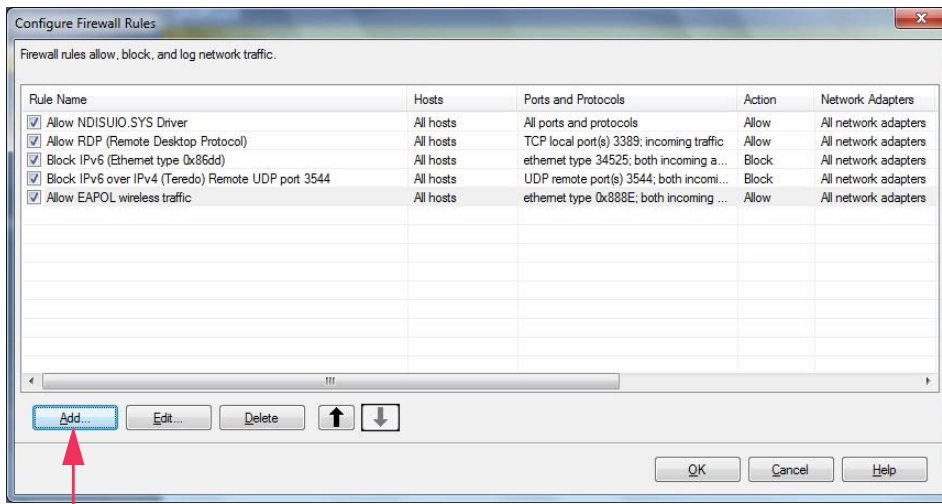 Configure Firewall Rules
Firewall rules allow, block, and log network traffic.
Rule Name Hosts Ports and Protocols Action Network Adapters
Allow NDISUIO.SYS Driver All hosts All ports and protocols Allow All network adapters
Allow RDP (Remote Desktop Protocol) All hosts TCP local port(s) 3389; incoming traffic Allow All network adapters
Block IPv6 (Ethernet type 0x86dd) All hosts ethernet type 34525; both incoming a... Block All network adapters
Block IPv6 over IPv4 (Teredo) Remote UDP port 3544 All hosts UDP remote port(s) 3544; both incomi... Block All network adapters
Allow EAPOL wireless traffic All hosts ethernet type 0x888E; both incoming ... Allow All network adapters
Add... Edit... Delete
OK Cancel Help